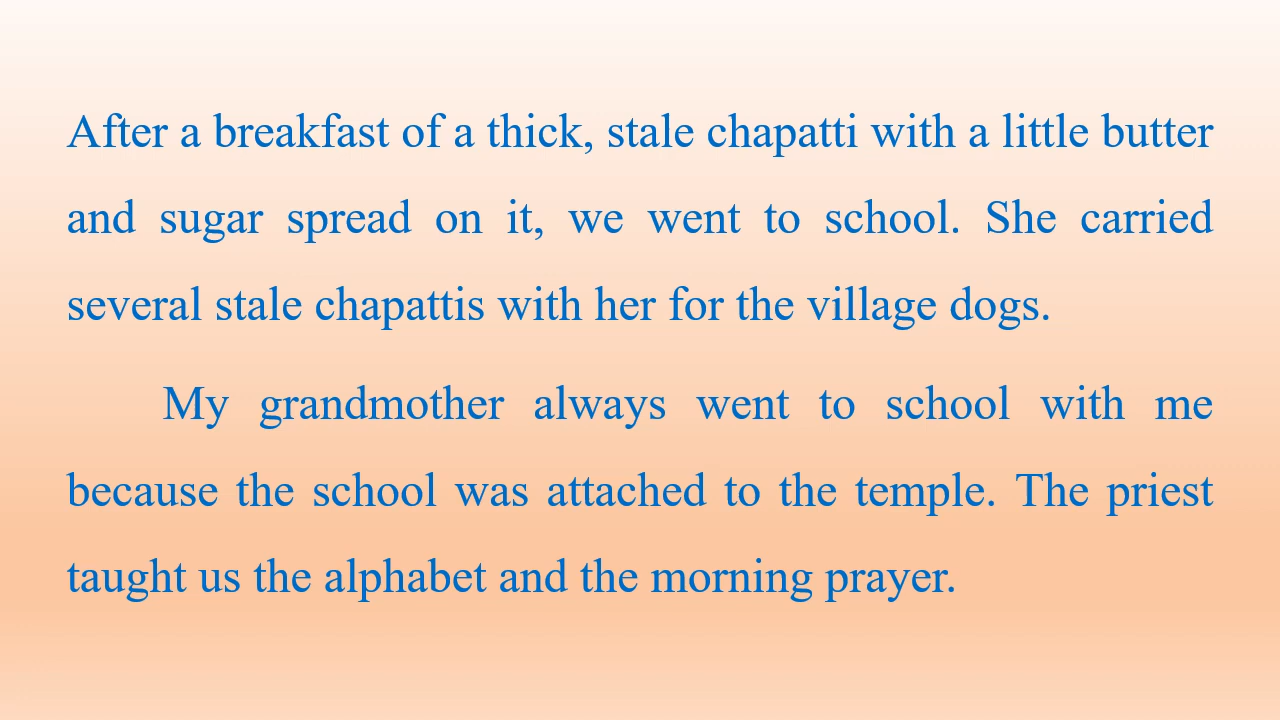 After a breakfast of a thick, stale chapatti with a little butter
and sugar spread on it, we went to school. She carried
several stale chapattis with her for the village dogs.
My grandmother always went to school with me
because the school was attached to the temple. The priest
taught us the alphabet and the morning prayer.